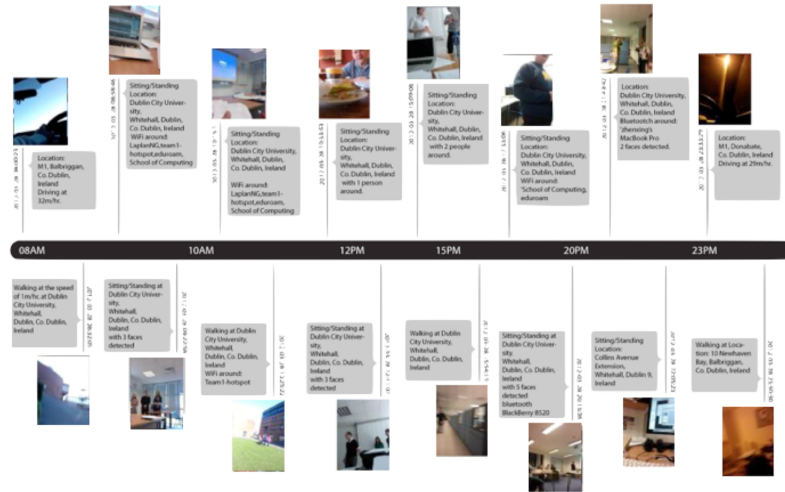 Location:
M1, Balbriggan,
Co. Dublin,
Ireland
Driving at
32m/hr.
Sitting/Standing
Location:
Dublin City Univer-
sity,
Whitehall, Dublin,
Co. Dublin, Ireland
WiFi around:
LaplanNG,team1-
hotspot,eduroam,
School of Computing
Sitting/Standing
Location:
Dublin City University,
Whitehall, Dublin,
Co. Dublin, Ireland
WiFi around:
LaplanNG,team1-
hotspot,eduroam,
School of Computing
Sitting/Standing
Location:
Dublin City Univer-
sity,
Whitehall, Dublin,
Co. Dublin, Ireland
with 1 person
around.
Sitting/Standing
Location:
Dublin City Univer-
sity,
Whitehall, Dublin,
Co. Dublin, Ireland
with 2 people
around.
Sitting/Standing
Location:
Dublin City University,
Whitehall, Dublin,
Co. Dublin, Ireland
WiFi around:
'School of Computing,
eduroam
Location:
Dublin City University,
Whitehall, Dublin,
Co. Dublin, Ireland
Bluetootch around:
'zhenxing's
MacBook Pro
2 faces detected.
Location:
M1, Donabate,
Co. Dublin, Ireland
Driving at 29m/hr.
08AM 10AM 12PM 15PM 20PM 23PM
Walking at the speed
of 1m/hr, at Dublin
City University,
Whitehall,
Dublin, Co. Dublin,
Ireland
Sitting/Standing at
Dublin City Univer-
sity,
Whitehall,
Dublin, Co. Dublin,
Ireland
with 3 faces
detected
Walking at Dublin
City University,
Whitehall,
Dublin, Co. Dublin,
Ireland
WiFi around:
Team1-hotspot
Sitting/Standing at
Dublin City Univer-
sity,
Whitehall,
Dublin, Co. Dublin,
Ireland
with 3 faces
detected
Walking at Dublin
City University,
Whitehall,
Dublin, Co. Dublin,
Ireland
Sitting/Standing at
Dublin City Univer-
sity,
Whitehall,
Dublin, Co. Dublin,
Ireland
with 5 faces
detected
bluetooth
BlackBerry 8520
Sitting/Standing
Location:
Collins Avenue
Extension,
Whitehall, Dublin 9,
Ireland
Walking at Loca-
tion: 10 Newhaven
Bay, Balbriggan,
Co. Dublin, Ireland